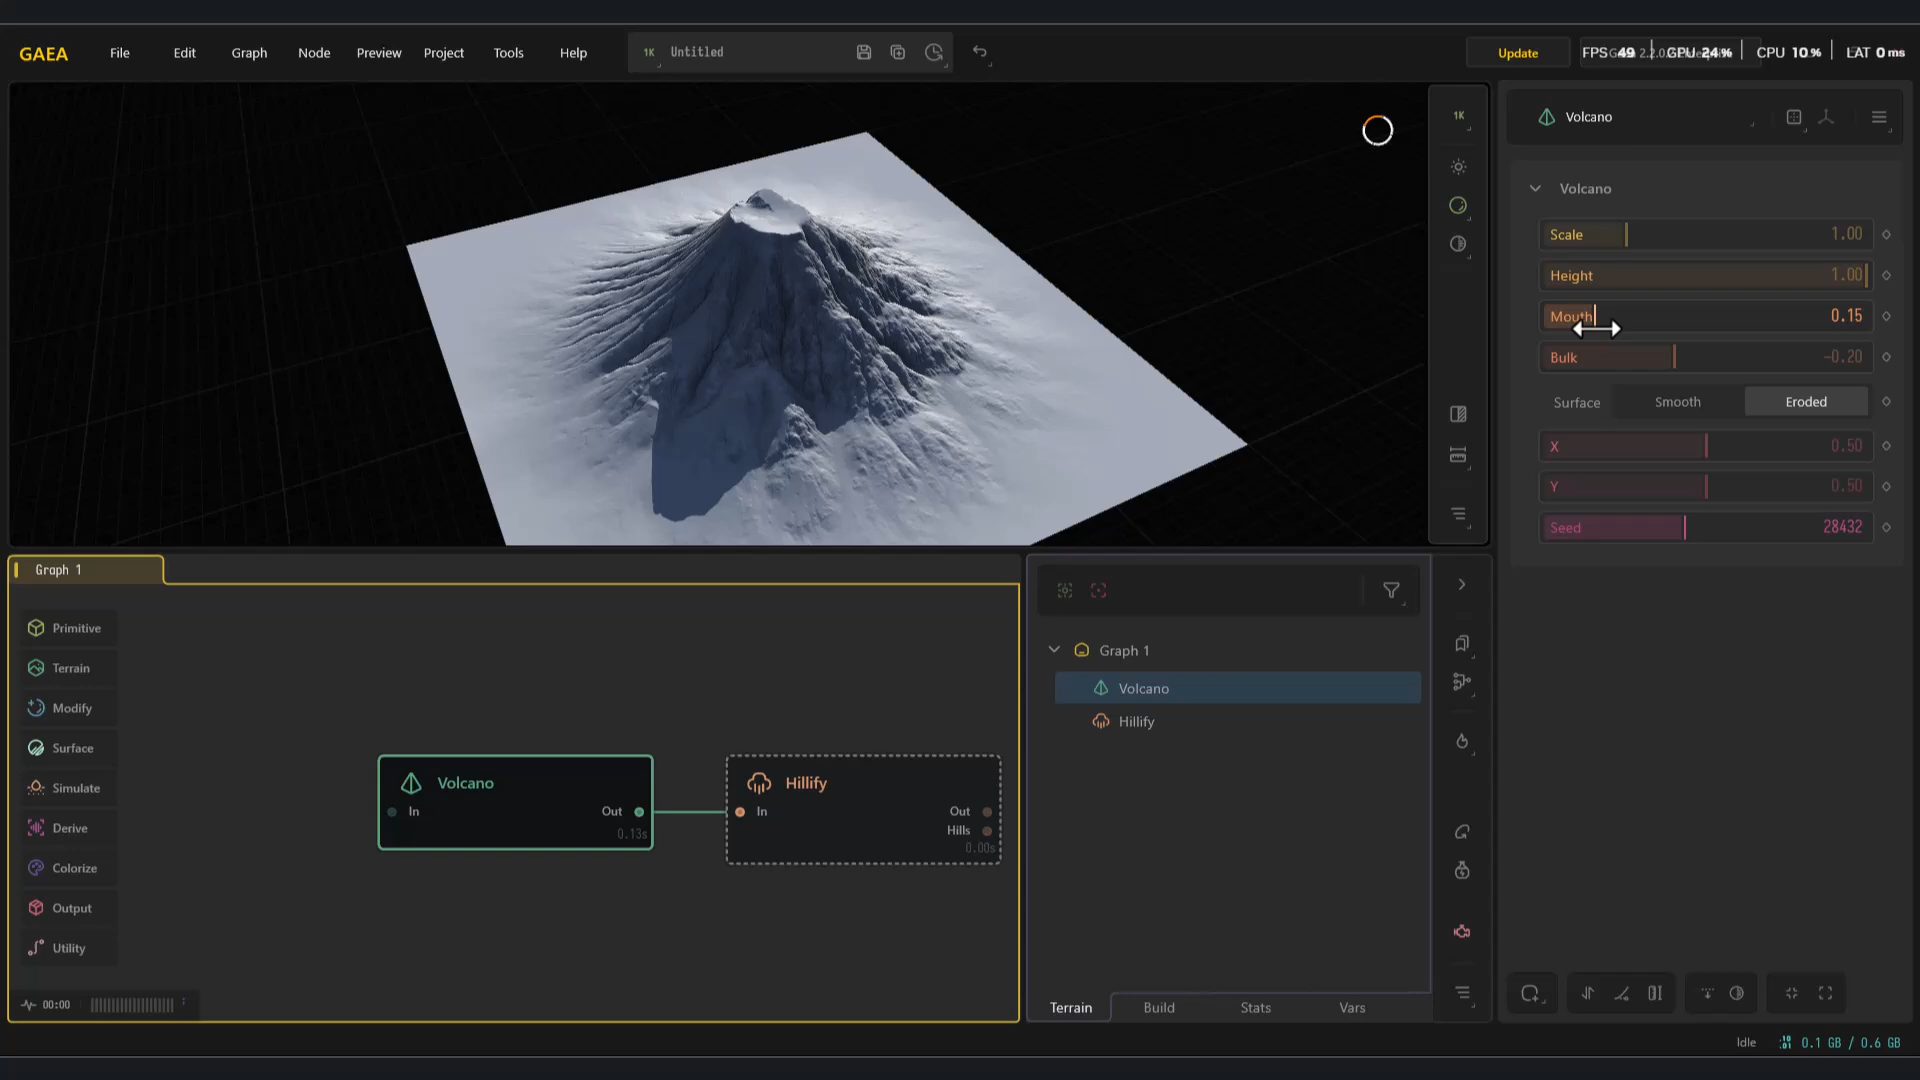 GAEA File Edit Graph Node Preview Project Tools Help 1K Untitled Update FPS 49 GPU 24% CPU 10% LAT 0 ms
1K
Volcano
Volcano
Scale 1.00
Height 1.00
Mouth 0.15
Bulk -0.20
Surface Smooth Eroded
X 0.50
Y 0.50
Seed 28432
Graph 1
Primitive
Terrain
Modify
Surface
Simulate
Derive
Colorize
Output
Utility
00:00
Volcano
In Out
0.13s
Hillify
In Out
Hills
0.00s
Graph 1
Volcano
Hillify
Terrain Build Stats Vars
Idle 0.1 GB / 0.6 GB